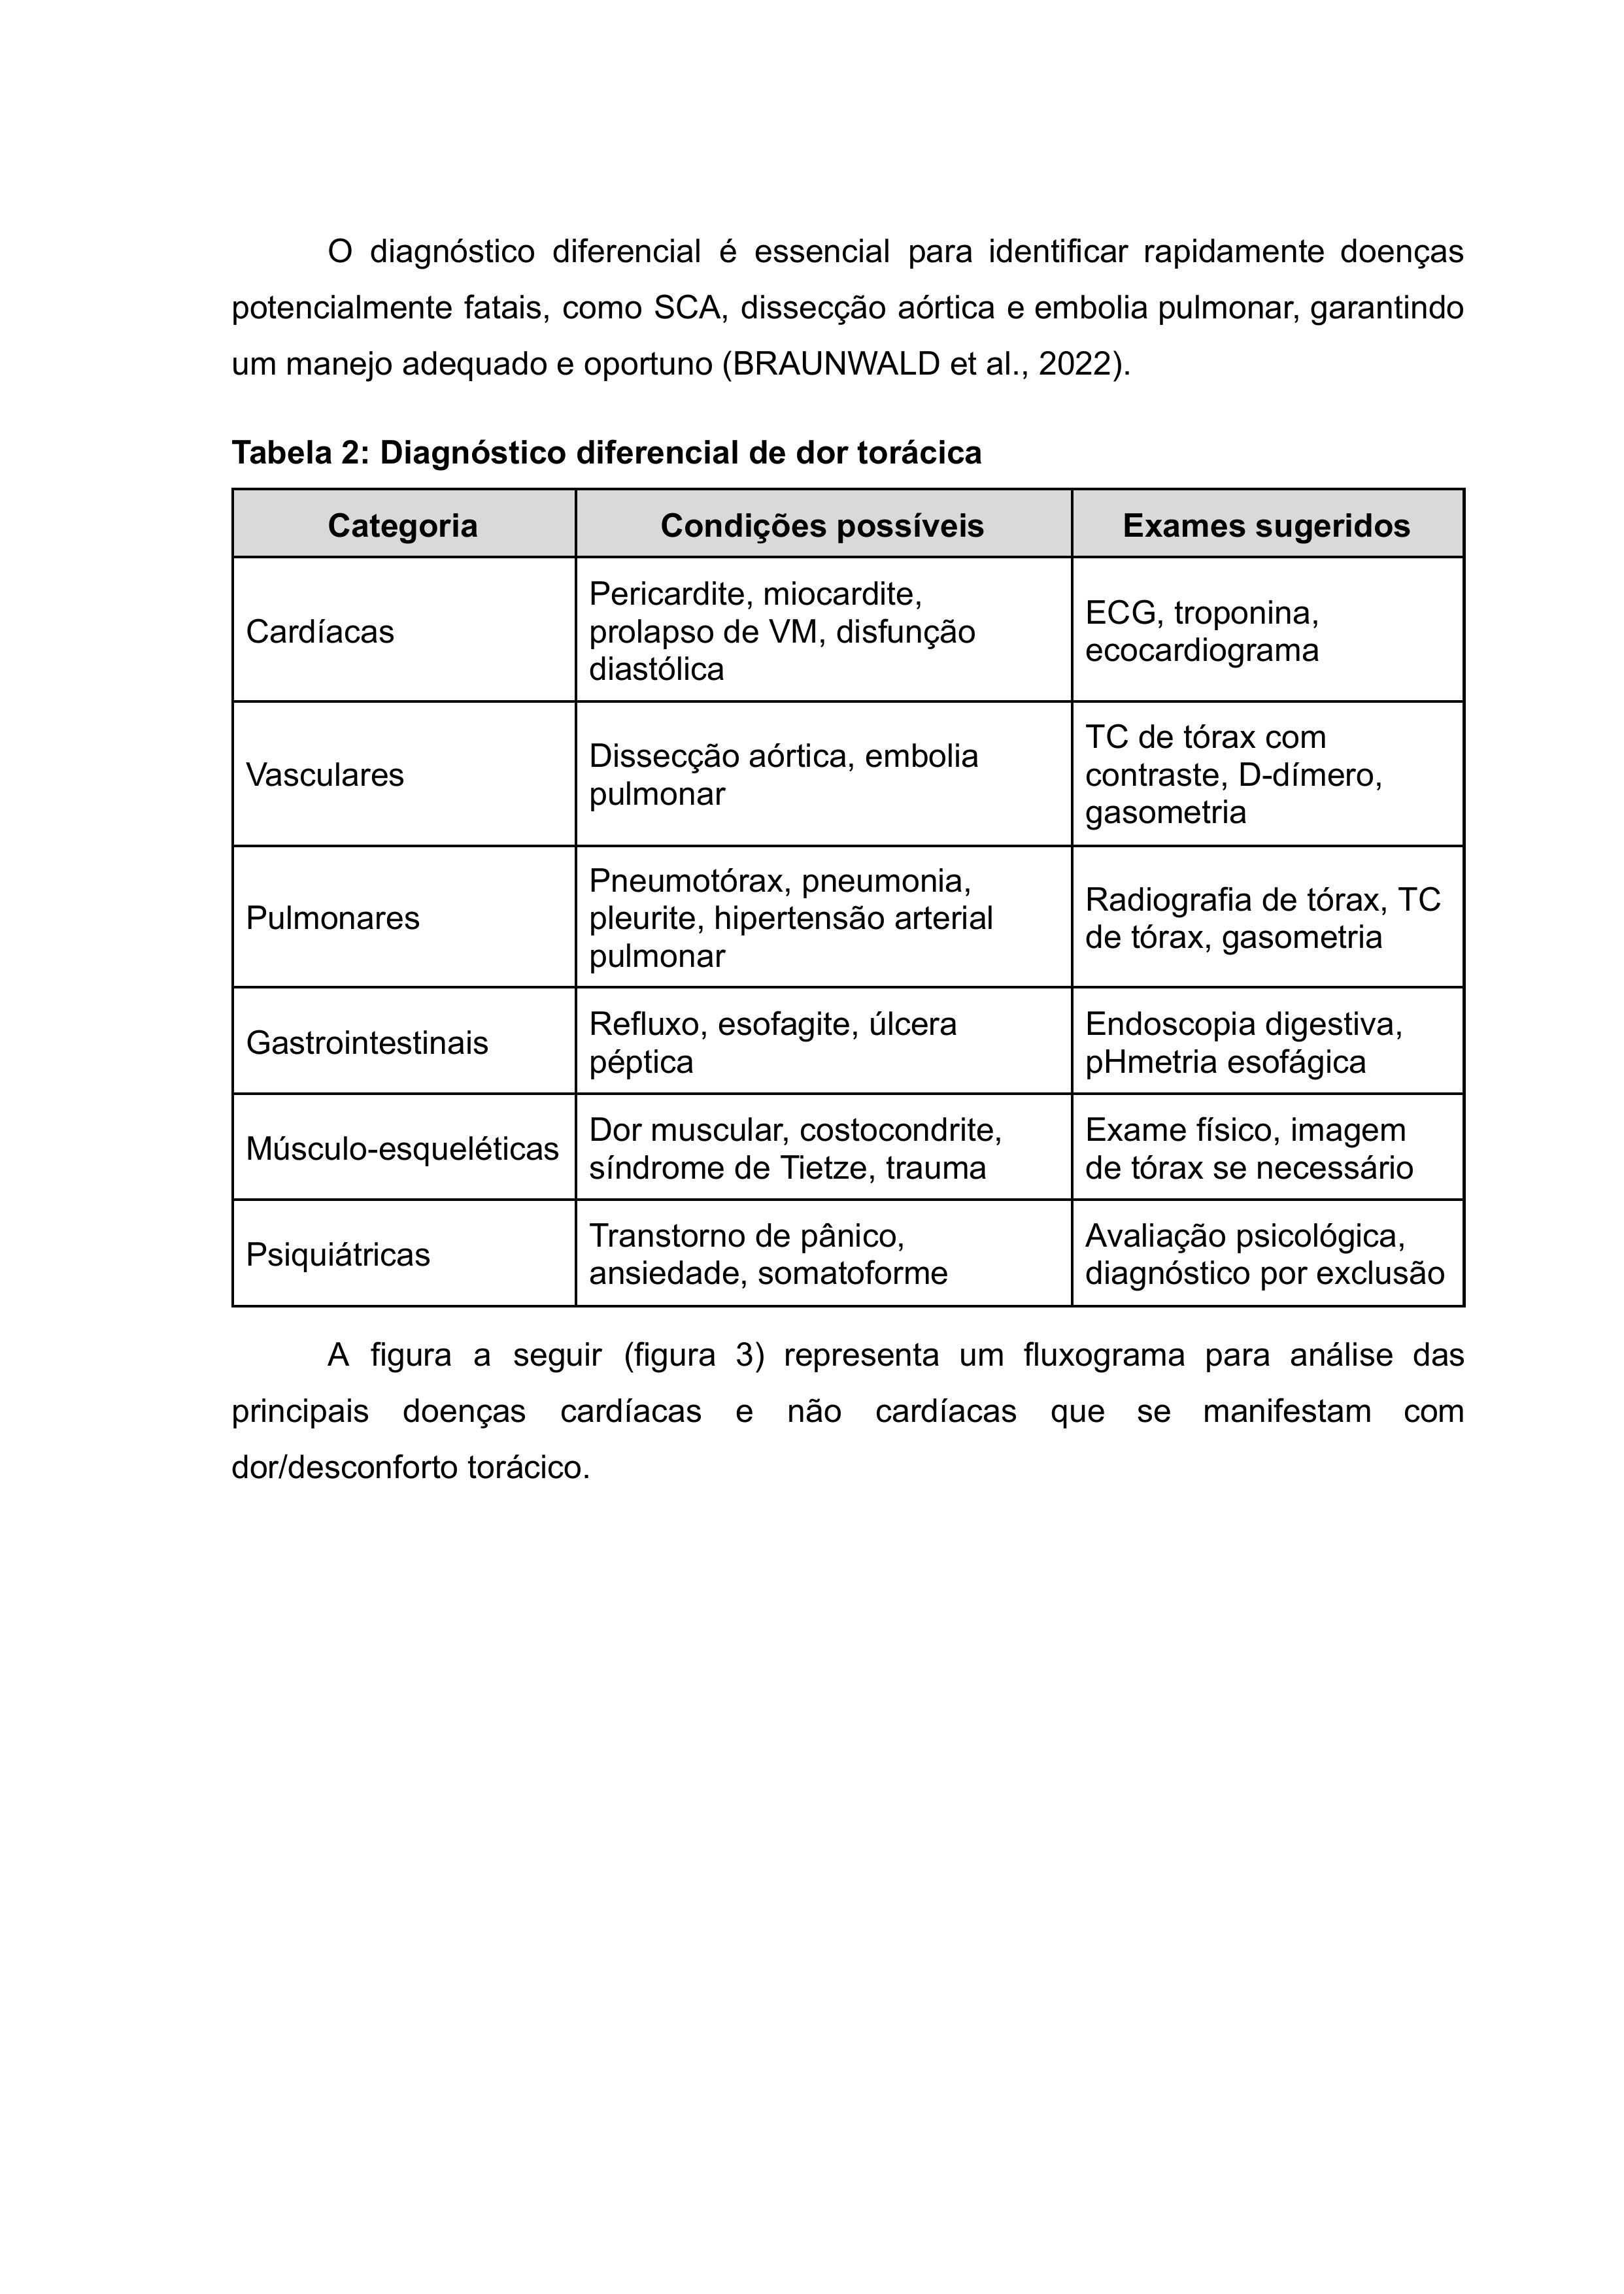 O diagnóstico diferencial é essencial para identificar rapidamente doenças
potencialmente fatais, como SCA, dissecção aórtica e embolia pulmonar, garantindo
um manejo adequado e oportuno (BRAUNWALD et al., 2022).
Tabela 2: Diagnóstico diferencial de dor torácica
Categoria
Condições possíveis
Exames sugeridos
Cardíacas
Pericardite, miocardite,
prolapso de VM, disfunção
diastólica
ECG, troponina,
ecocardiograma
Vasculares
Dissecção aórtica, embolia
pulmonar
TC de tórax com
contraste, D-dímero,
gasometria
Pulmonares
Pneumotórax, pneumonia,
pleurite, hipertensão arterial
pulmonar
Radiografia de tórax, TC
de tórax, gasometria
Gastrointestinais
Refluxo, esofagite, úlcera
péptica
Endoscopia digestiva,
pHmetria esofágica
Músculo-esqueléticas
Dor muscular, costocondrite,
síndrome de Tietze, trauma
Exame físico, imagem
de tórax se necessário
Psiquiátricas
Transtorno de pânico,
ansiedade, somatoforme
Avaliação psicológica,
diagnóstico por exclusão
A figura a seguir (figura 3) representa um fluxograma para análise das
principais doenças cardíacas e não cardíacas que se manifestam com
dor/desconforto torácico.